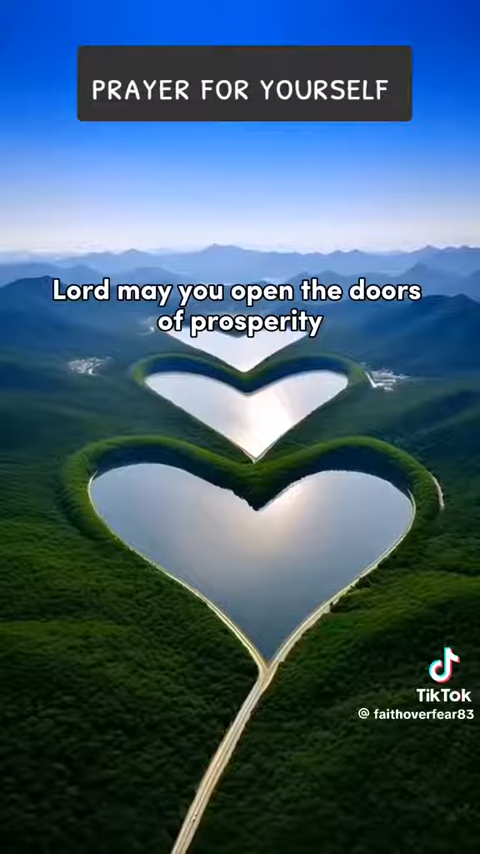 PRAYER FOR YOURSELF
Lord may you open the doors
of prosperity
TikTok
@ faithoverfear83